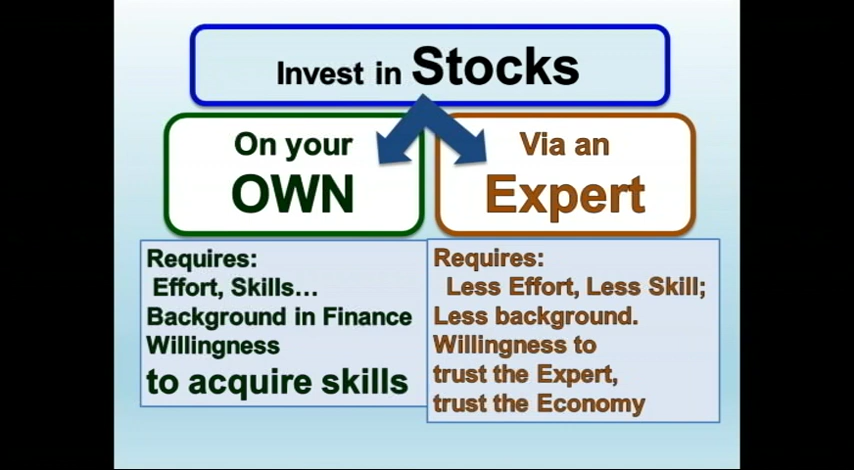 Invest in Stocks
On your
OWN
Via an
Expert
Requires:
Effort, Skills...
Background in Finance
Willingness
to acquire skills
Requires:
Less Effort, Less Skill;
Less background.
Willingness to
trust the Expert,
trust the Economy